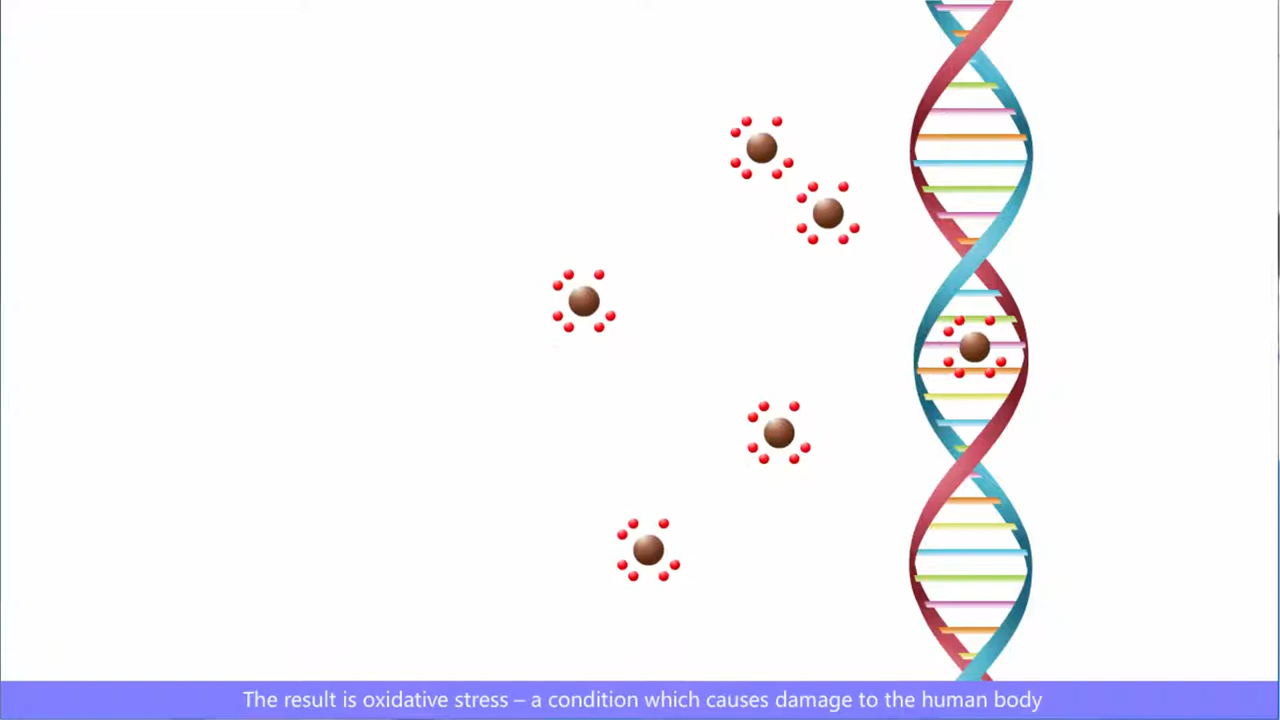 The result is oxidative stress – a condition which causes damage to the human body